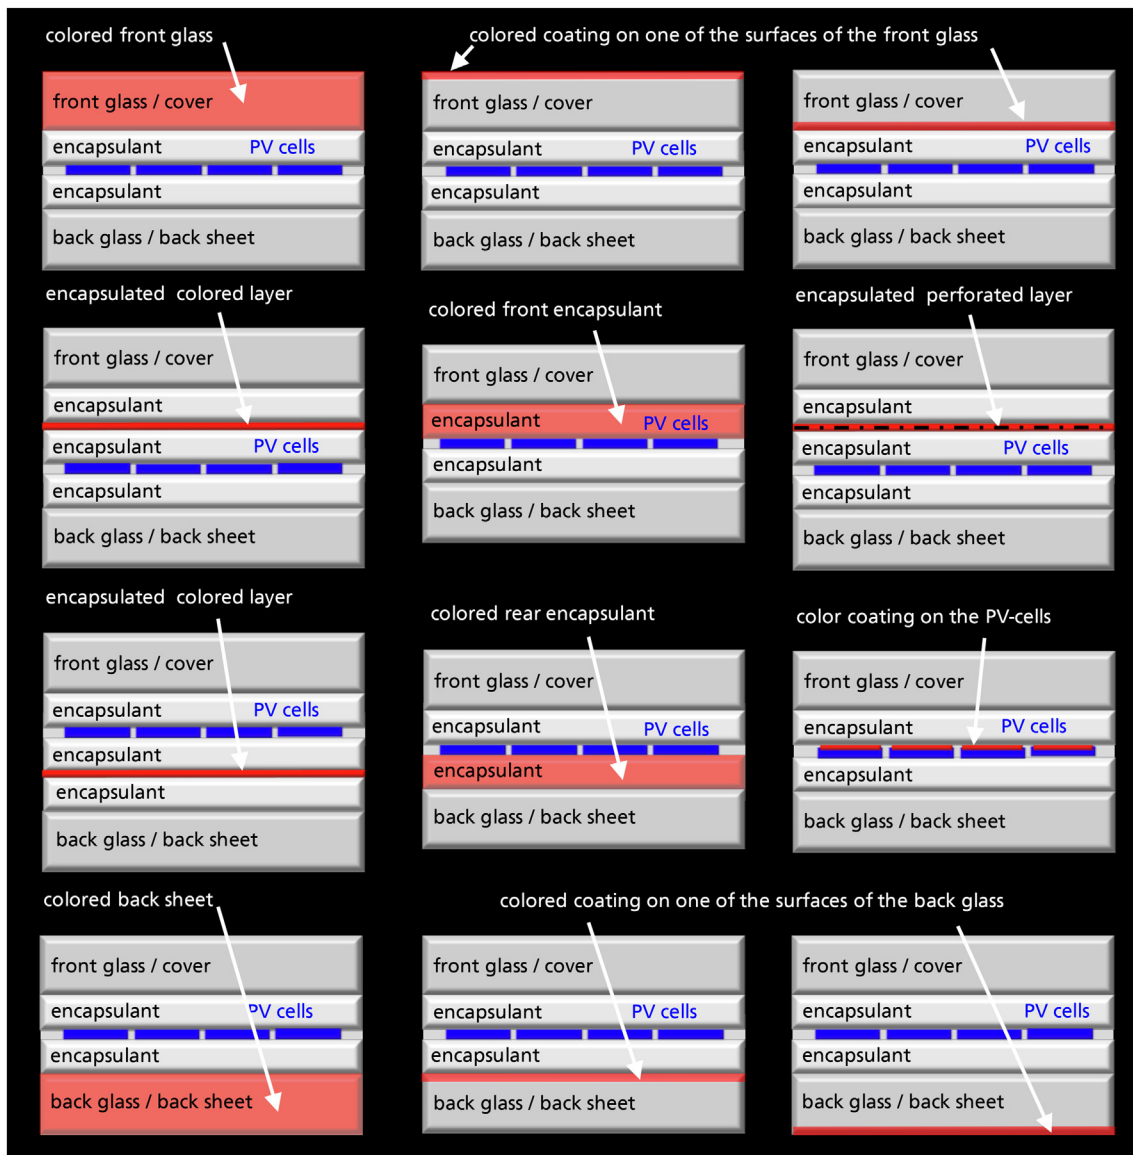 colored front glass
colored coating on one of the surfaces of the front glass
front glass / cover
encapsulant PV cells
encapsulant
back glass / back sheet
front glass / cover
encapsulant PV cells
encapsulant
back glass / back sheet
front glass / cover
encapsulant PV cells
encapsulant
back glass / back sheet
encapsulated colored layer
front glass / cover
encapsulant
encapsulant PV cells
encapsulant
back glass / back sheet
colored front encapsulant
front glass / cover
encapsulant PV cells
encapsulant
back glass / back sheet
encapsulated perforated layer
front glass / cover
encapsulant
encapsulant PV cells
encapsulant
back glass / back sheet
encapsulated colored layer
front glass / cover
encapsulant PV cells
encapsulant
encapsulant
back glass / back sheet
colored rear encapsulant
front glass / cover
encapsulant PV cells
encapsulant
back glass / back sheet
color coating on the PV-cells
front glass / cover
encapsulant PV cells
encapsulant
back glass / back sheet
colored back sheet
front glass / cover
encapsulant PV cells
encapsulant
back glass / back sheet
colored coating on one of the surfaces of the back glass
front glass / cover
encapsulant PV cells
encapsulant
back glass / back sheet
front glass / cover
encapsulant PV cells
encapsulant
back glass / back sheet